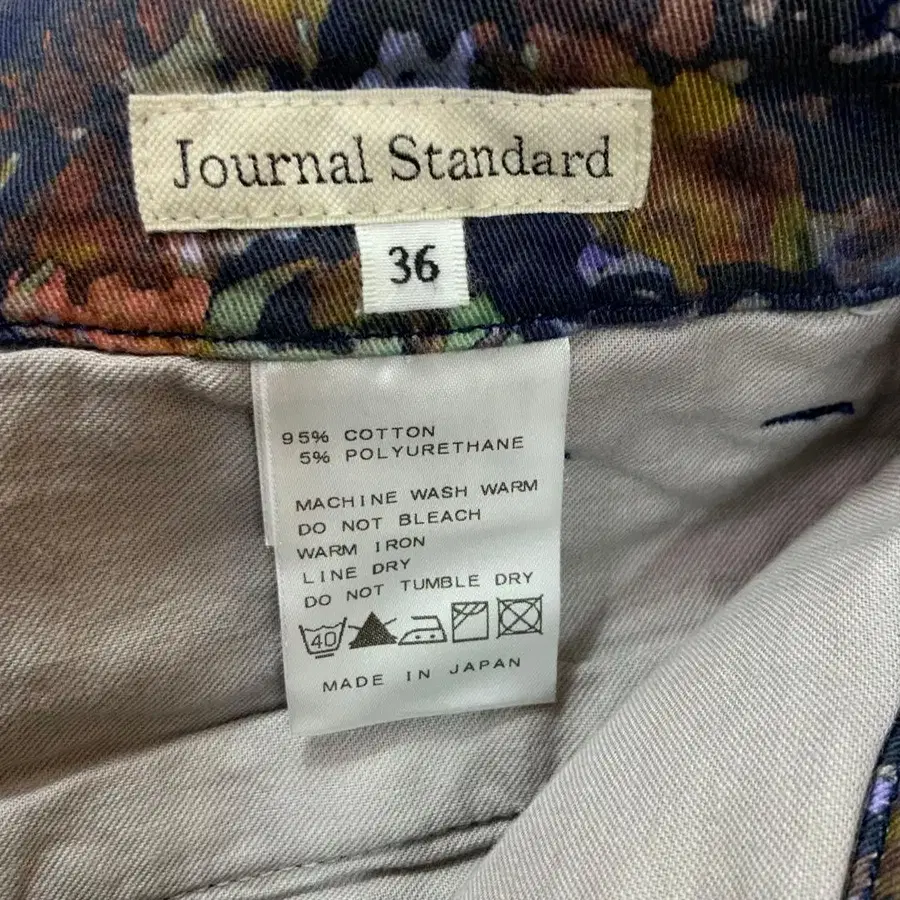 Journal Standard
36
95% COTTON
5% POLYURETHANE
MACHINE WASH WARM
DO NOT BLEACH
WARM IRON
LINE DRY
DO NOT TUMBLE DRY
40
MADE IN JAPAN